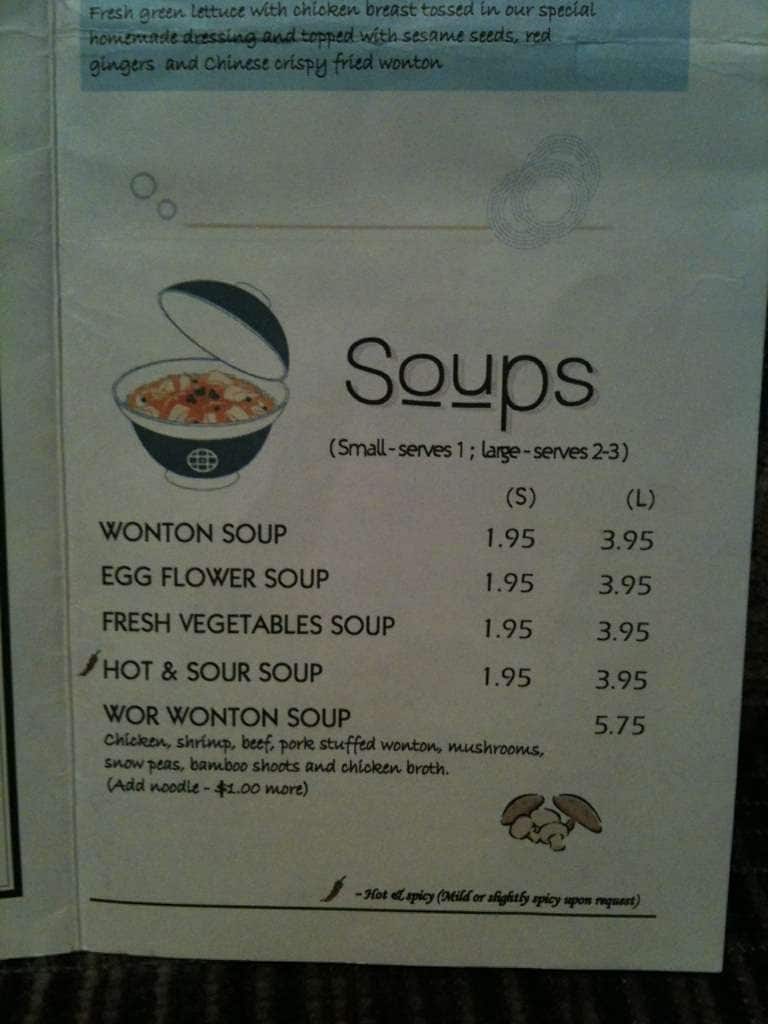 Fresh green lettuce with chicken breast tossed in our special
homemade dressing and topped with sesame seeds, red
gingers and Chinese crispy fried wonton
Soups
(Small - serves 1 ; large - serves 2-3)
(S) (L)
WONTON SOUP 1.95 3.95
EGG FLOWER SOUP 1.95 3.95
FRESH VEGETABLES SOUP 1.95 3.95
HOT & SOUR SOUP 1.95 3.95
WOR WONTON SOUP 5.75
Chicken, shrimp, beef, pork stuffed wonton, mushrooms,
snow peas, bamboo shoots and chicken broth.
(Add noodle - $1.00 more)
- Hot & spicy (Mild or slightly spicy upon request)